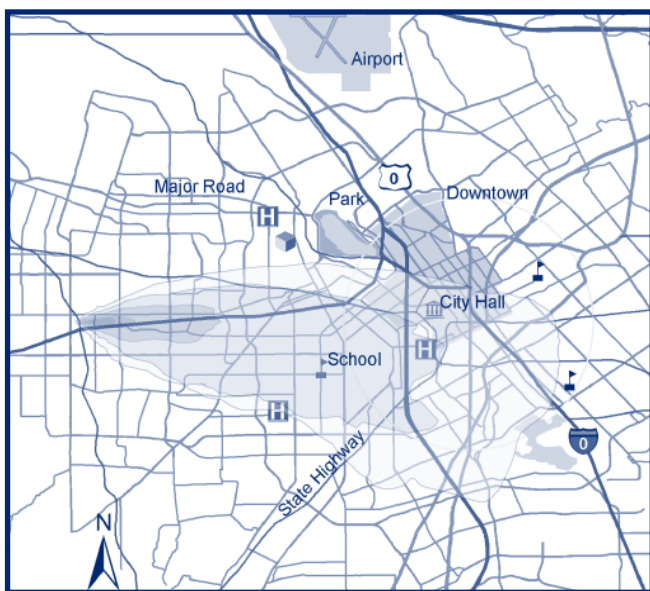 Airport
0
Major Road
Park
Downtown
H
City Hall
H
School
H
0
State Highway
N